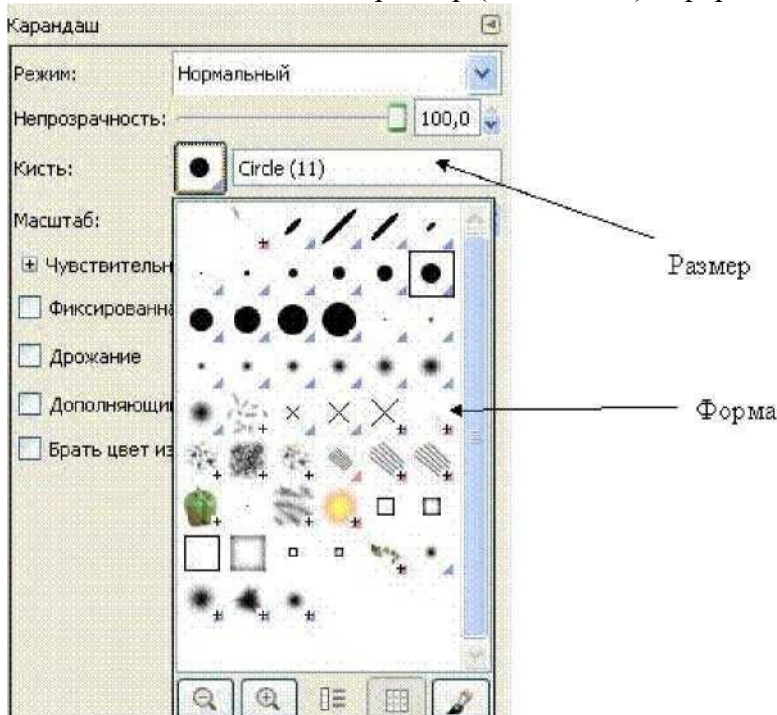 Карандаш
Режим: Нормальный
Непрозрачность: 100,0
Кисть: Circle (11)
Масштаб:
Размер
Чувствительн
Фиксированна
Дрожание
Дополняющи
Форма
Брать цвет из